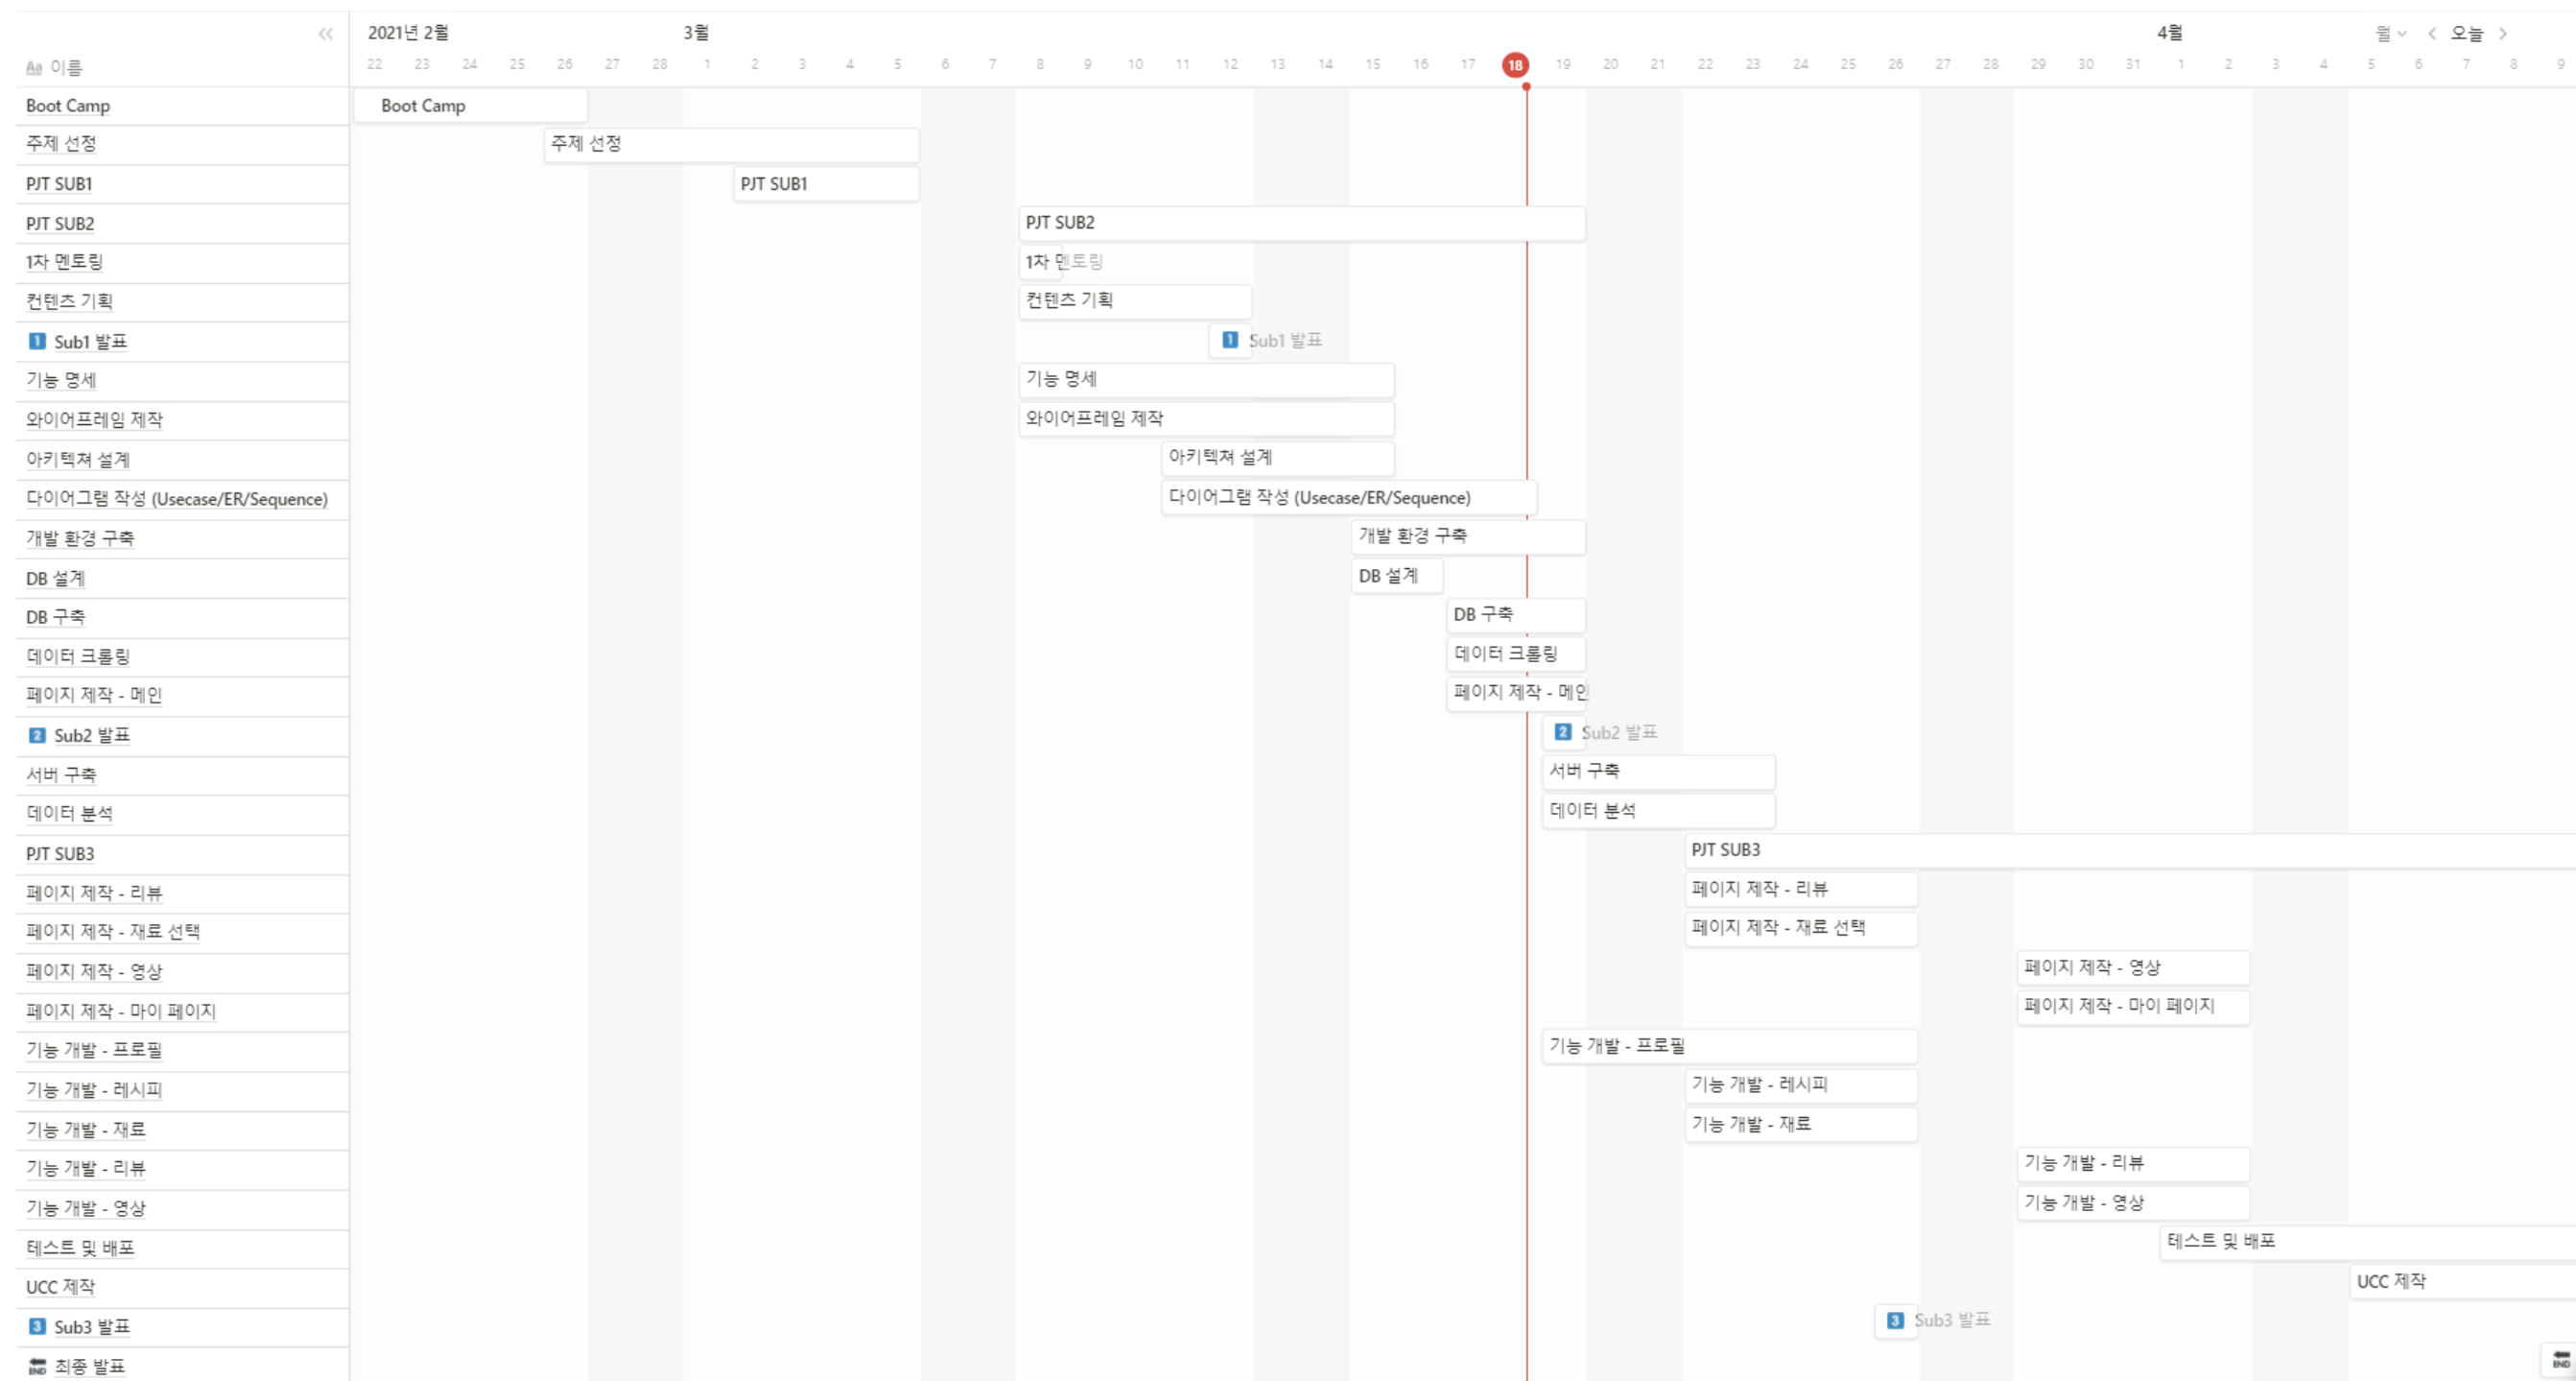 2021년 2월 3월 4월 월 오늘
Aa 이름 22 23 24 25 26 27 28 1 2 3 4 5 6 7 8 9 10 11 12 13 14 15 16 17 18 19 20 21 22 23 24 25 26 27 28 29 30 31 1 2 3 4 5 6 7 8 9
Boot Camp Boot Camp
주제 선정 주제 선정
PJT SUB1 PJT SUB1
PJT SUB2 PJT SUB2
1차 멘토링 1차 멘토링
컨텐츠 기획 컨텐츠 기획
1 Sub1 발표 1 Sub1 발표
기능 명세 기능 명세
와이어프레임 제작 와이어프레임 제작
아키텍쳐 설계 아키텍쳐 설계
다이어그램 작성 (Usecase/ER/Sequence) 다이어그램 작성 (Usecase/ER/Sequence)
개발 환경 구축 개발 환경 구축
DB 설계 DB 설계
DB 구축 DB 구축
데이터 크롤링 데이터 크롤링
페이지 제작 - 메인 페이지 제작 - 메인
2 Sub2 발표 2 Sub2 발표
서버 구축 서버 구축
데이터 분석 데이터 분석
PJT SUB3 PJT SUB3
페이지 제작 - 리뷰 페이지 제작 - 리뷰
페이지 제작 - 재료 선택 페이지 제작 - 재료 선택
페이지 제작 - 영상 페이지 제작 - 영상
페이지 제작 - 마이 페이지 페이지 제작 - 마이 페이지
기능 개발 - 프로필 기능 개발 - 프로필
기능 개발 - 레시피 기능 개발 - 레시피
기능 개발 - 재료 기능 개발 - 재료
기능 개발 - 리뷰 기능 개발 - 리뷰
기능 개발 - 영상 기능 개발 - 영상
테스트 및 배포 테스트 및 배포
UCC 제작 UCC 제작
3 Sub3 발표 3 Sub3 발표
END 최종 발표 END